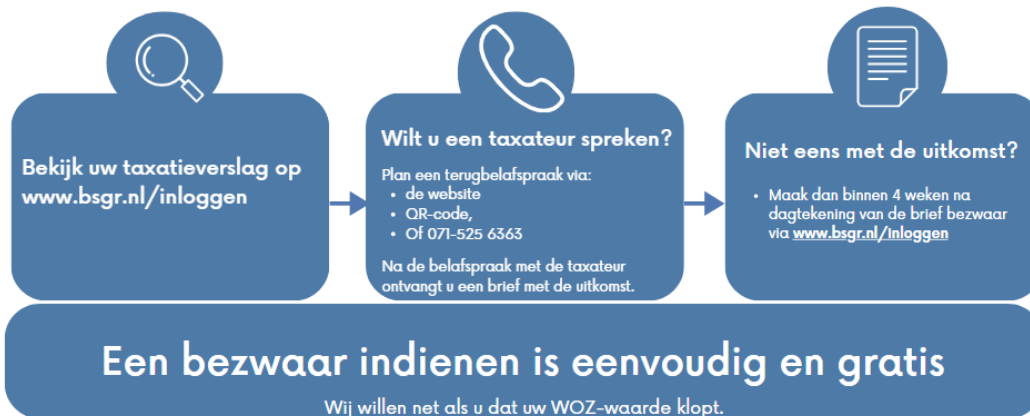 Bekijk uw taxatieverslag op
www.bsgr.nl/inloggen
Wilt u een taxateur spreken?
Plan een terugbelafspraak via:
• de website
• QR-code,
• Of 071-525 6363
Na de belafspraak met de taxateur
ontvangt u een brief met de uitkomst.
Niet eens met de uitkomst?
• Maak dan binnen 4 weken na
dagtekening van de brief bezwaar
via www.bsgr.nl/inloggen
Een bezwaar indienen is eenvoudig en gratis
Wij willen net als u dat uw WOZ-waarde klopt.